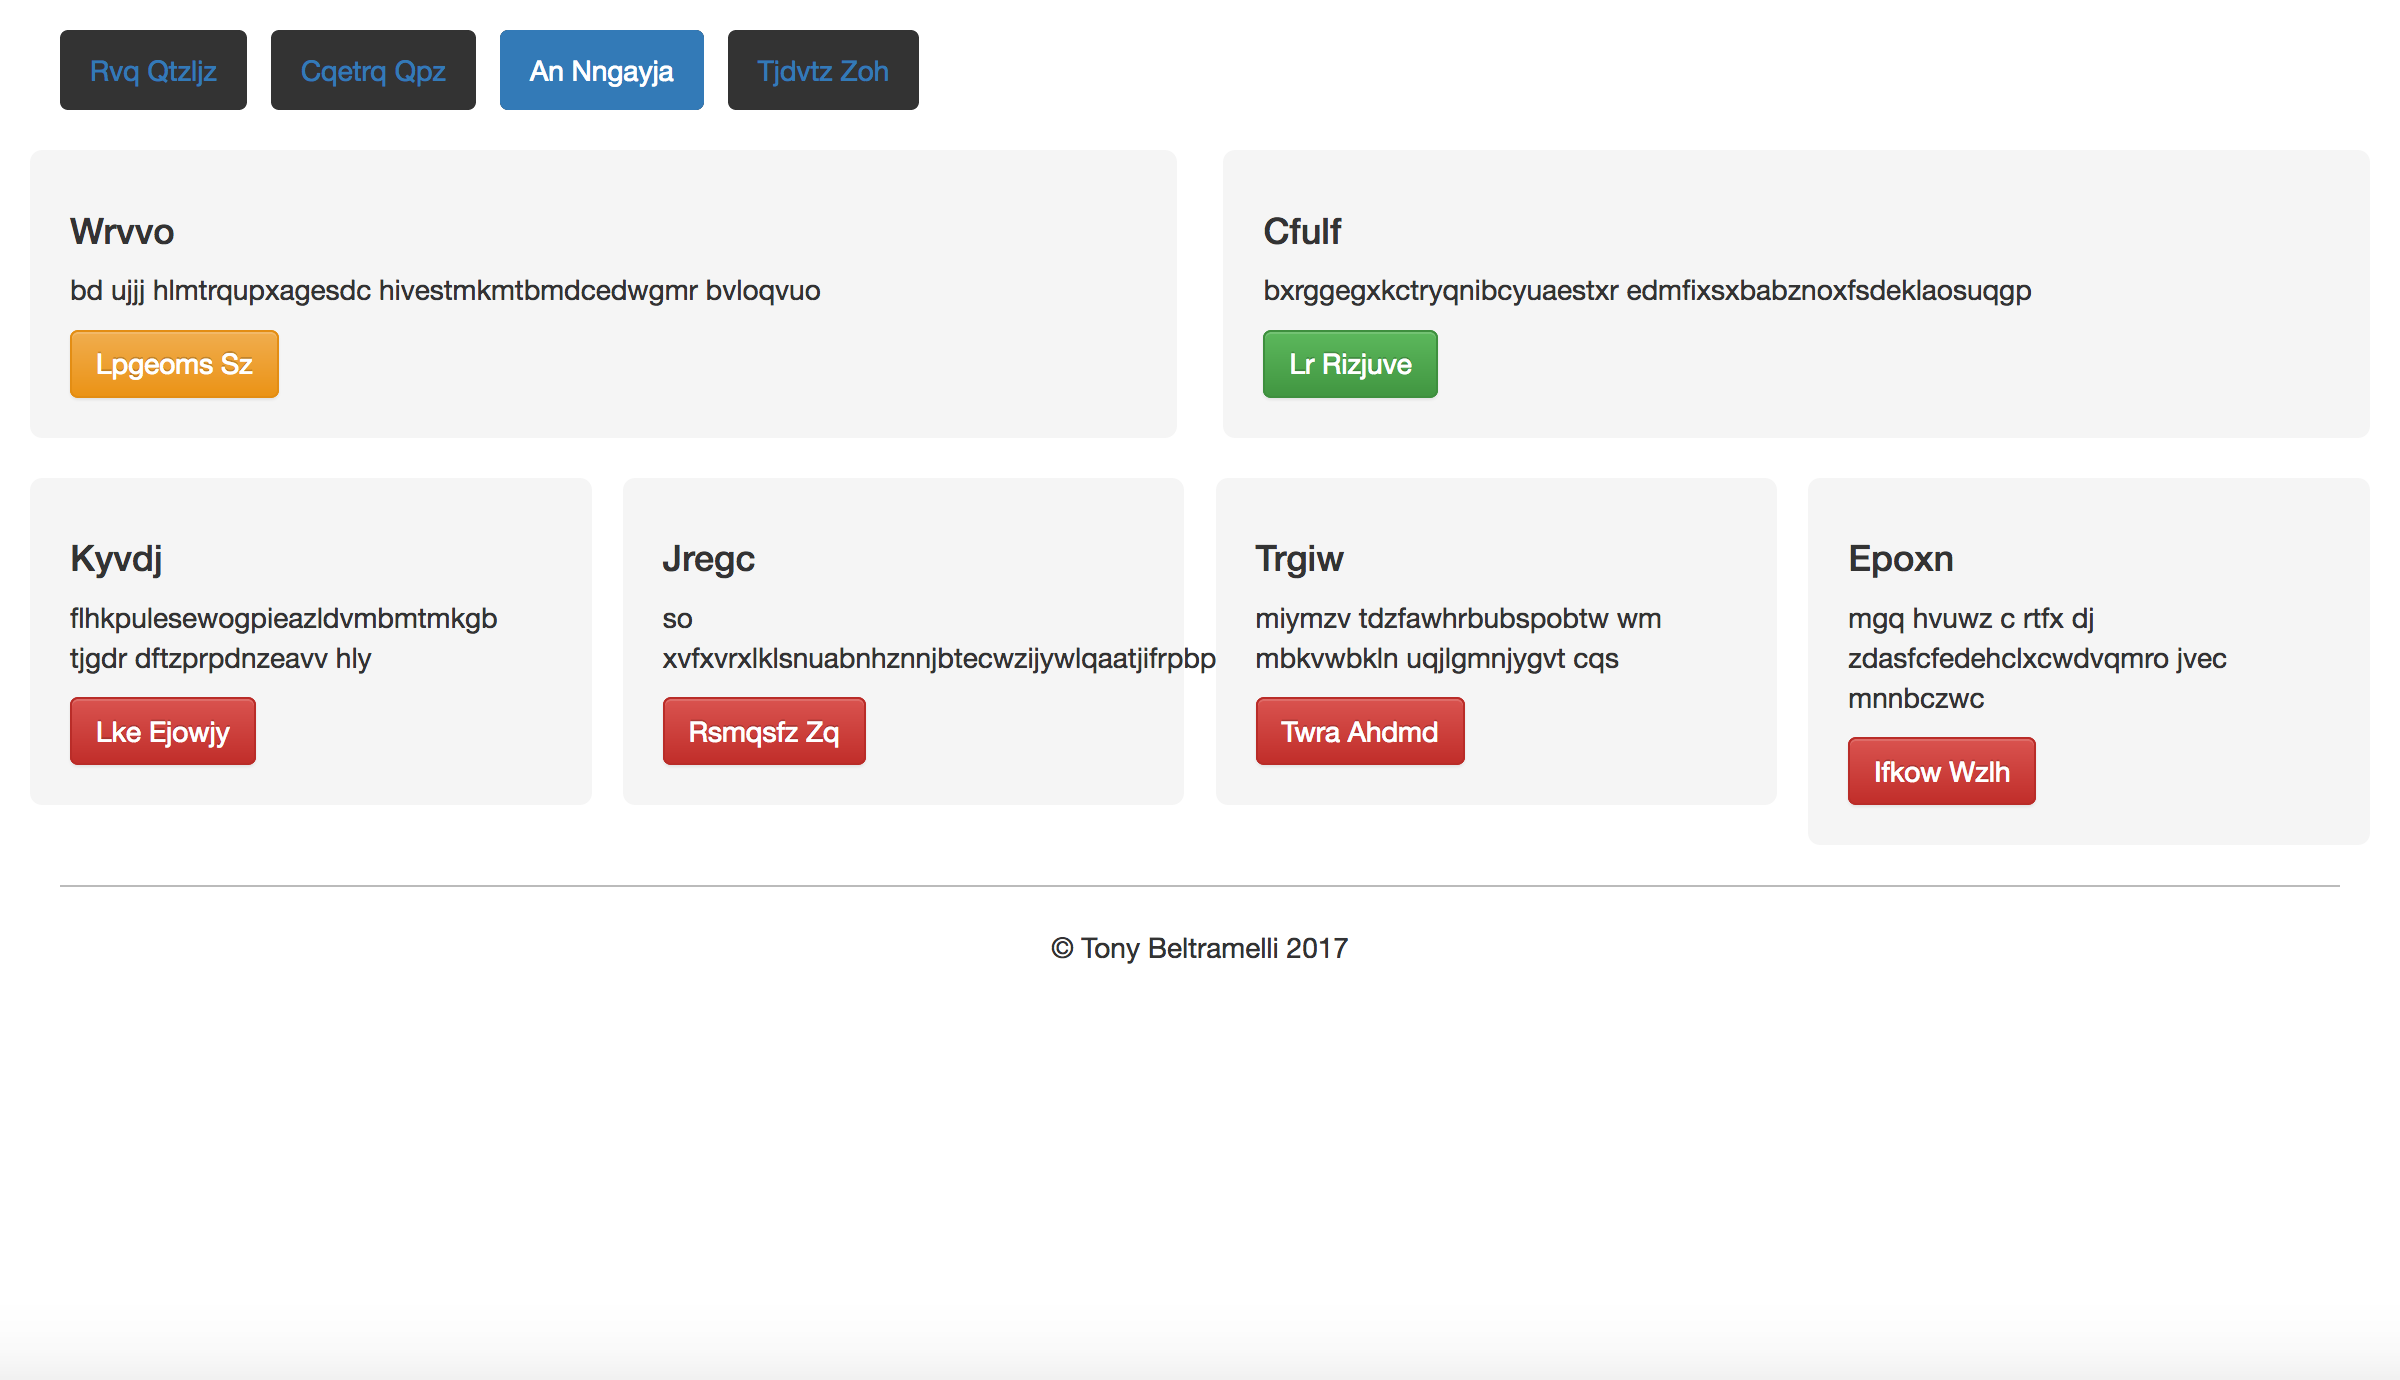 Rvq Qtzljz
Cqetrq Qpz
An Nngayja
Tjdvtz Zoh
Wrvvo
bd ujjj hlmtrqupxagesdc hivestmkmtbmdcedwgmr bvloqvuo
Lpgeoms Sz
Cfulf
bxrggegxkctryqnibcyuaestxr edmfixsxbabznoxfsdeklaosuqgp
Lr Rizjuve
Kyvdj
flhkpulesewogpieazldvmbmtmkgb
tjgdr dftzprpdnzeavv hly
Lke Ejowjy
Jregc
so
xvfxvrxlklsnuabnhznnjbtecwzijywlqaatjifrpbp
Rsmqsfz Zq
Trgiw
miymzv tdzfawhrbubspobtw wm
mbkvwbkln uqjlgmnjygvt cqs
Twra Ahdmd
Epoxn
mgq hvuwz c rtfx dj
zdasfcfedehclxcwdvqmro jvec
mnnbczwc
Ifkow Wzlh
© Tony Beltramelli 2017